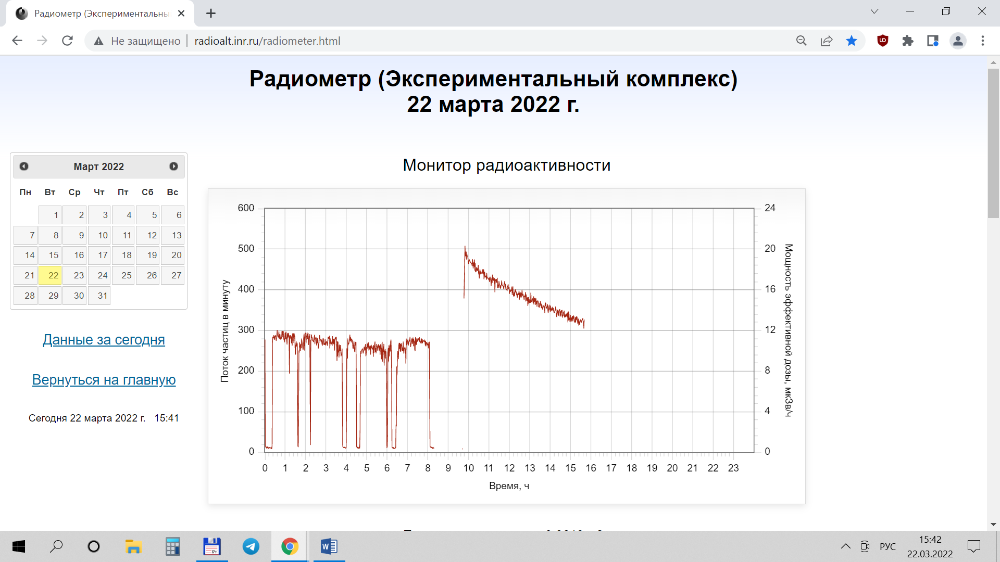 Радиометр (Экспериментальны
Не защищено
radioalt.inr.ru/radiometer.html
Радиометр (Экспериментальный комплекс)
22 марта 2022 г.
Март 2022
Пн Вт Ср Чт Пт Сб Вс
1 2 3 4 5 6
7 8 9 10 11 12 13
14 15 16 17 18 19 20
21 22 23 24 25 26 27
28 29 30 31
Данные за сегодня
Вернуться на главную
Сегодня 22 марта 2022 г. 15:41
Монитор радиоактивности
Поток частиц в минуту
600
500
400
300
200
100
0
24
20
16
12
8
4
0
Мощность эффективной дозы, мкЗв/ч
0 1 2 3 4 5 6 7 8 9 10 11 12 13 14 15 16 17 18 19 20 21 22 23
Время, ч
64
W
РУС
15:42
22.03.2022